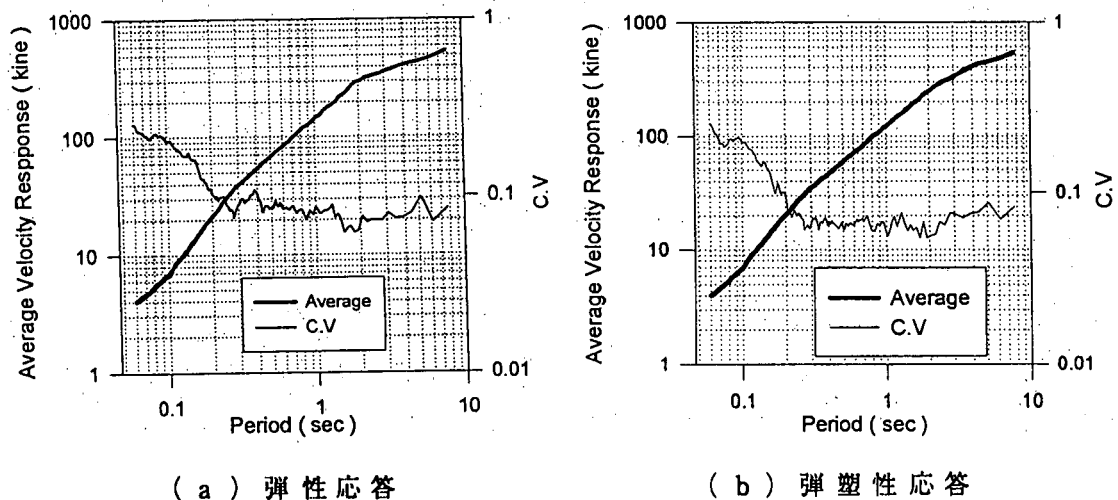 1000
100
10
1
Average Velocity Respponse ( kine )
1
0.1
0.01
C.V
Average
C.V
0.1
1
10
Period ( sec )
( a ) 弾性応答
1000
100
10
1
Average Velocity Response ( kine )
1
0.1
0.01
C.V
Average
C.V
0.1
1
10
Period ( sec )
( b ) 弾塑性応答